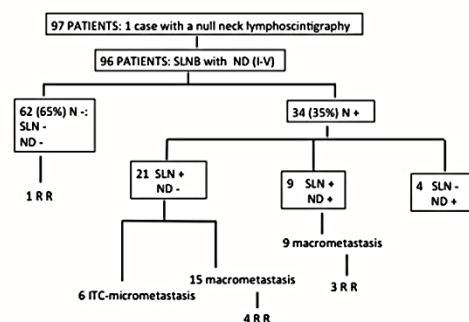 97 PATIENTS: 1 case with a null neck lymphoscintigraphy
96 PATIENTS: SLNB with ND (I-V)
62 (65%) N -:
SLN -
ND -
34 (35%) N +
1 R R
21 SLN +
ND -
9 SLN +
ND +
4 SLN -
ND +
9 macrometastasis
6 ITC-micrometastasis
15 macrometastasis
3 R R
4 R R